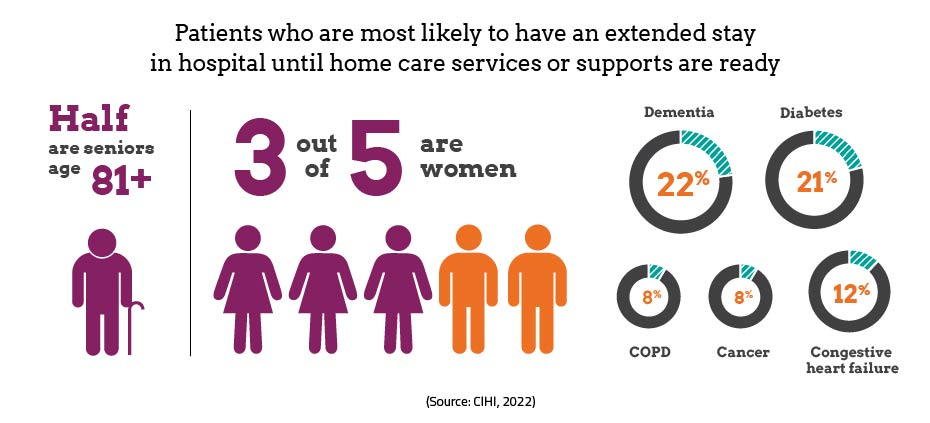 Patients who are most likely to have an extended stay
in hospital until home care services or supports are ready
Half
are seniors
age 81+
3 out of 5 are women
Dementia
22%
Diabetes
21%
8%
COPD
8%
Cancer
12%
Congestive
heart failure
(Source: CIHI, 2022)